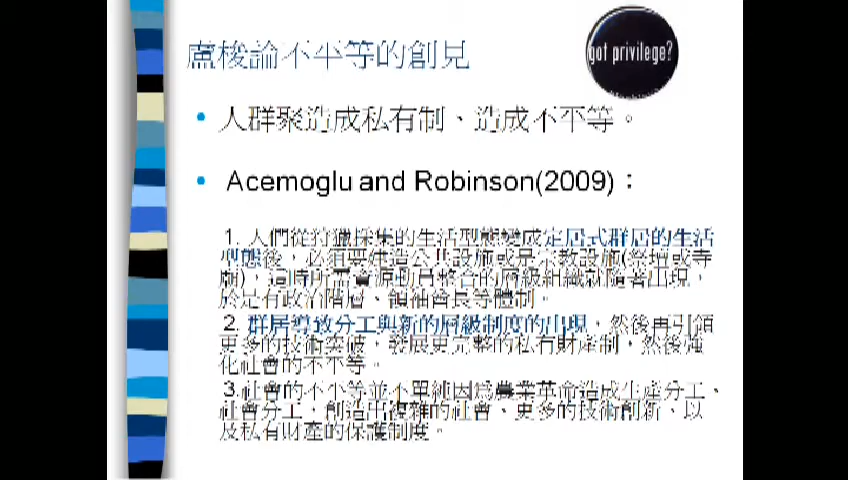 盧梭論不平等的創見
got privilege?
• 人群聚造成私有制、造成不平等。
• Acemoglu and Robinson(2009)：
1. 人們從狩獵採集的生活型態變成定居式群居的生活
型態後，必須要建造公共設施或是宗教設施(祭壇或寺
廟)，這時所需資源動員整合的層級組織就隨著出現，
於是有政治階層、領袖酋長等體制。
2. 群居導致分工與新的層級制度的出現，然後再引領
更多的技術突破，發展更完整的私有財產制，然後強
化社會的不平等。
3.社會的不平等並不單純因為農業革命造成生產分工、
社會分工，創造出複雜的社會、更多的技術創新、以
及私有財產的保護制度。